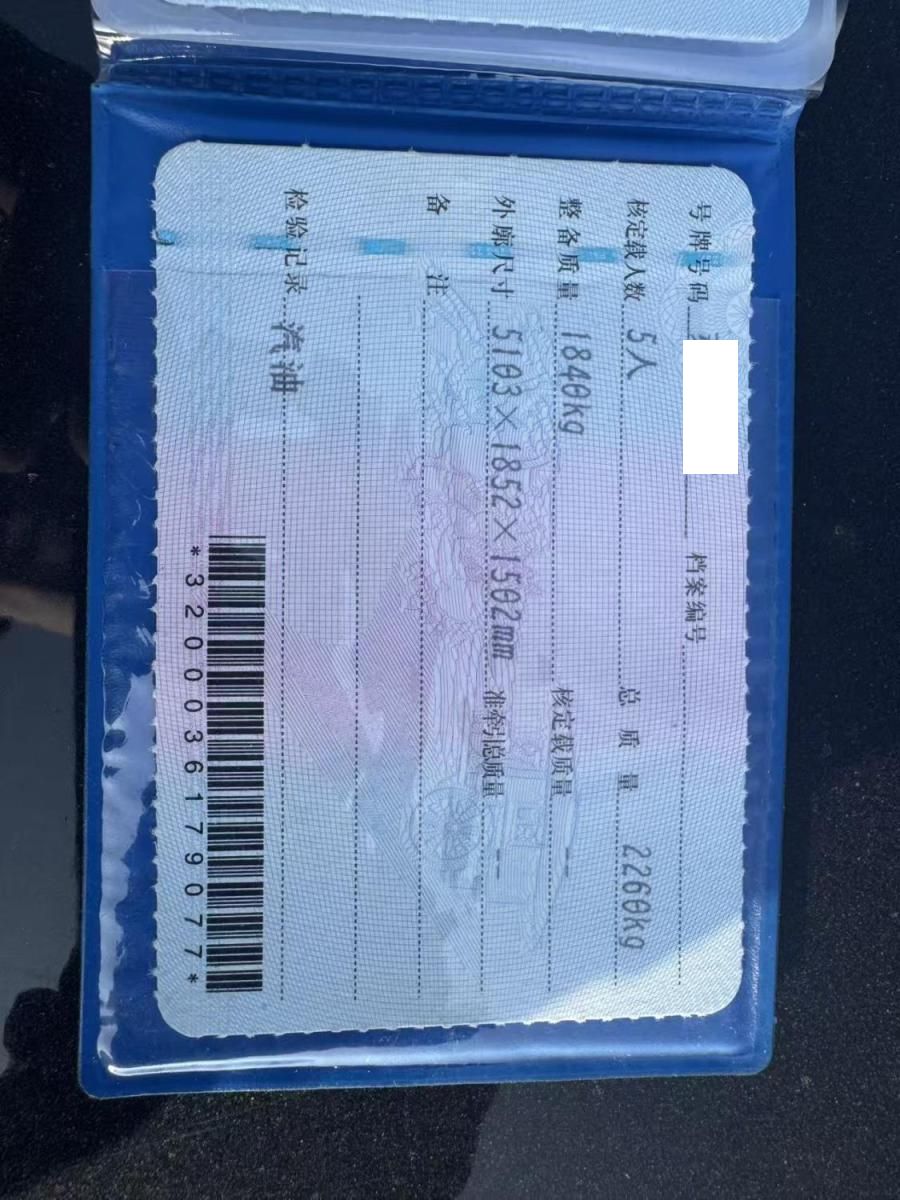 号牌号码 档案编号
核定载人数 5人 总质量 2260kg
整备质量 1840kg 核定载质量 --
外廓尺寸 5103×1852×1502mm 准牵引总质量 --
备注
检验记录 汽油
*3200036179077*